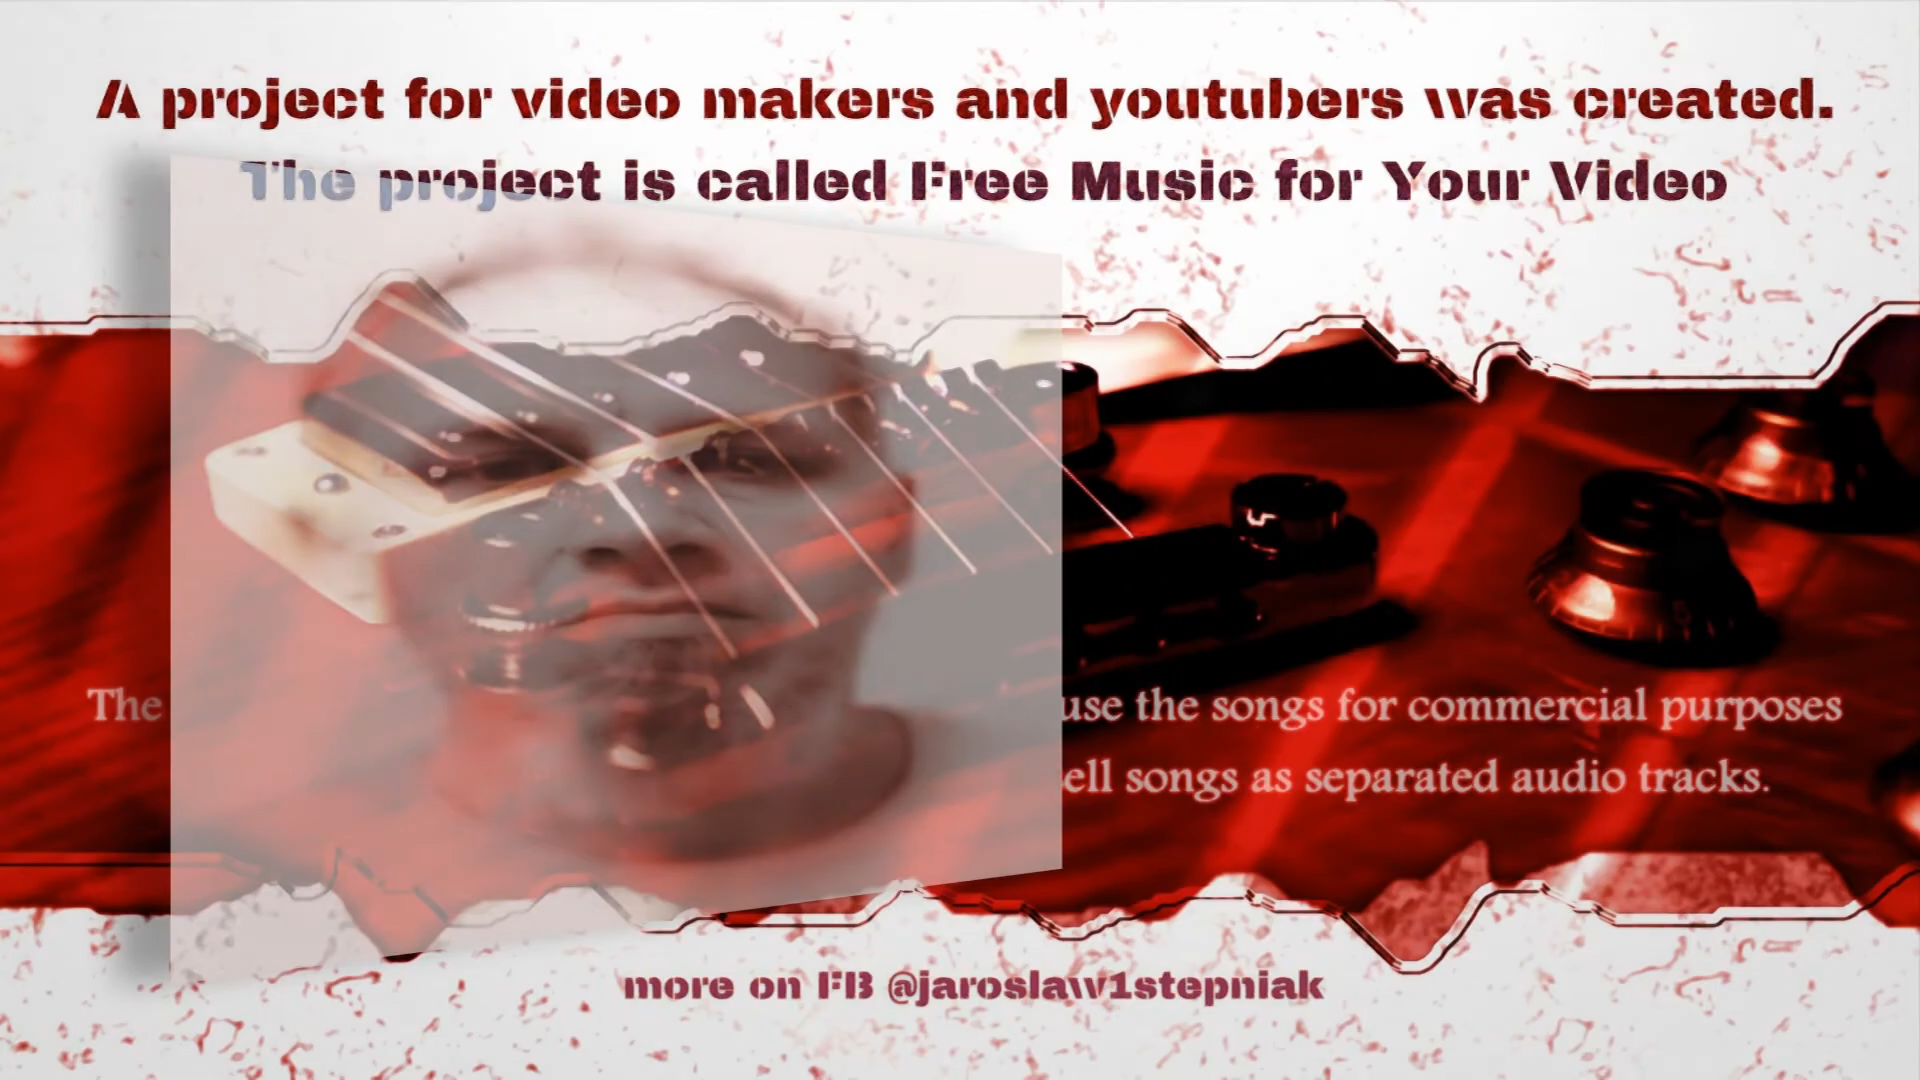 A project for video makers and youtubers was created.
The project is called Free Music for Your Video
The use the songs for commercial purposes
songs as separated audio tracks.
more on FB @jaroslaw1stepniak